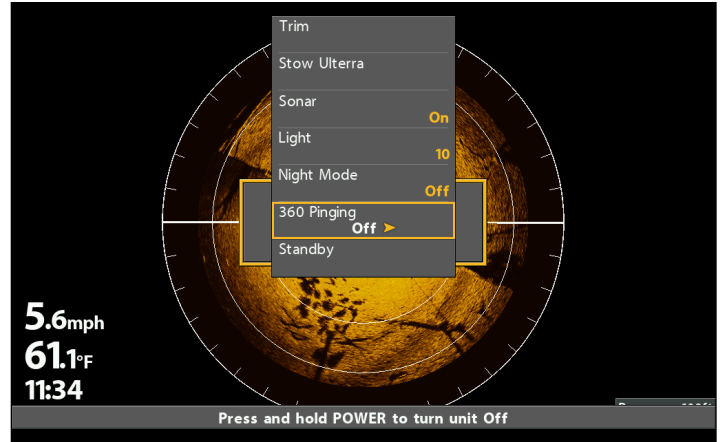 Trim
Stow Ulterra
Sonar
On
Light
10
Night Mode
Off
360 Pinging
Off ➤
Standby
5.6mph
61.1°F
11:34
Press and hold POWER to turn unit Off